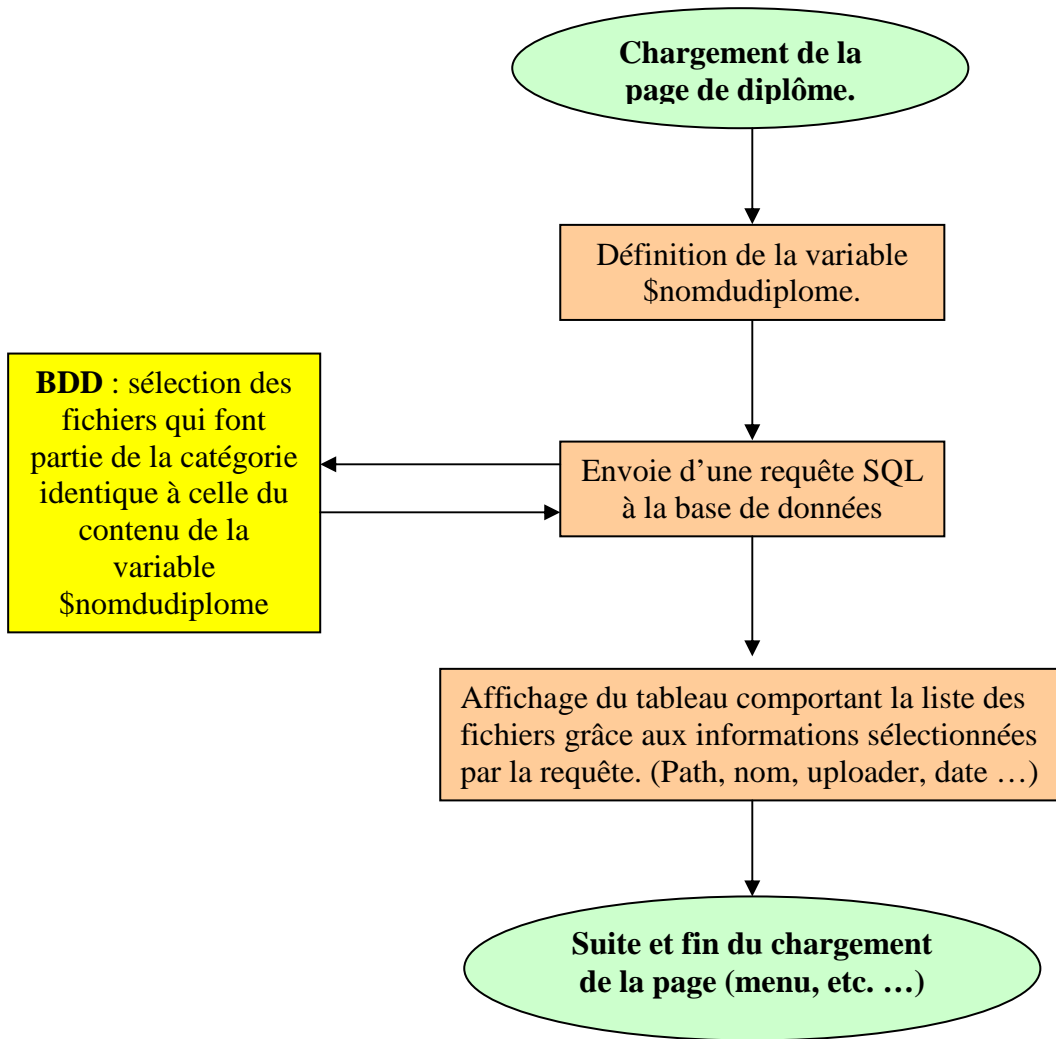 Chargement de la
page de diplôme.
Définition de la variable
$nomdudiplome.
BDD : sélection des
fichiers qui font
partie de la catégorie
identique à celle du
contenu de la
variable
$nomdudiplome
Envoie d’une requête SQL
à la base de données
Affichage du tableau comportant la liste des
fichiers grâce aux informations sélectionnées
par la requête. (Path, nom, uploader, date …)
Suite et fin du chargement
de la page (menu, etc. …)